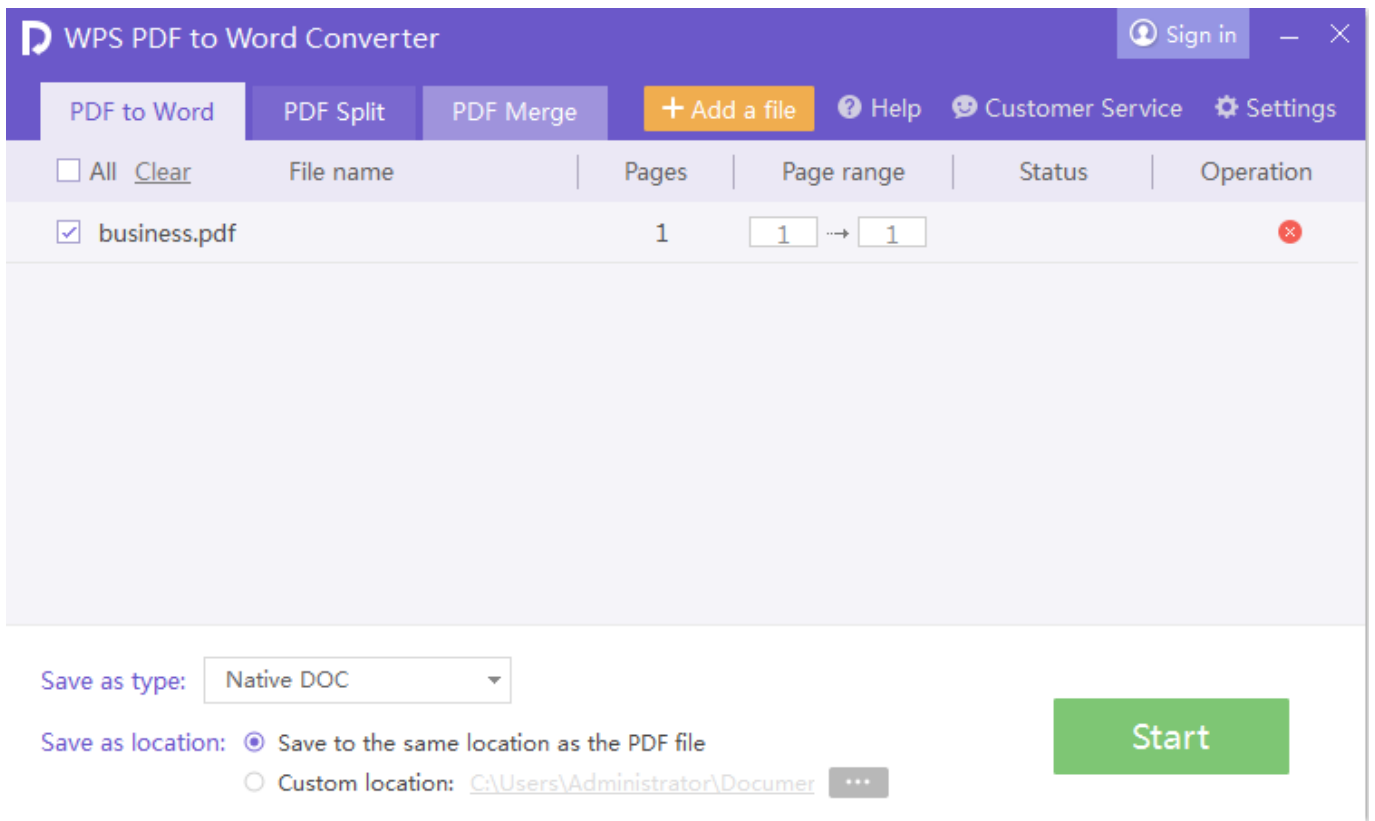 WPS PDF to Word Converter
Sign in
PDF to Word PDF Split PDF Merge + Add a file Help Customer Service Settings
All Clear File name Pages Page range Status Operation
business.pdf 1 1 1
Save as type: Native DOC
Start
Save as location: Save to the same location as the PDF file
Custom location: C:\Users\Administrator\Documer ...